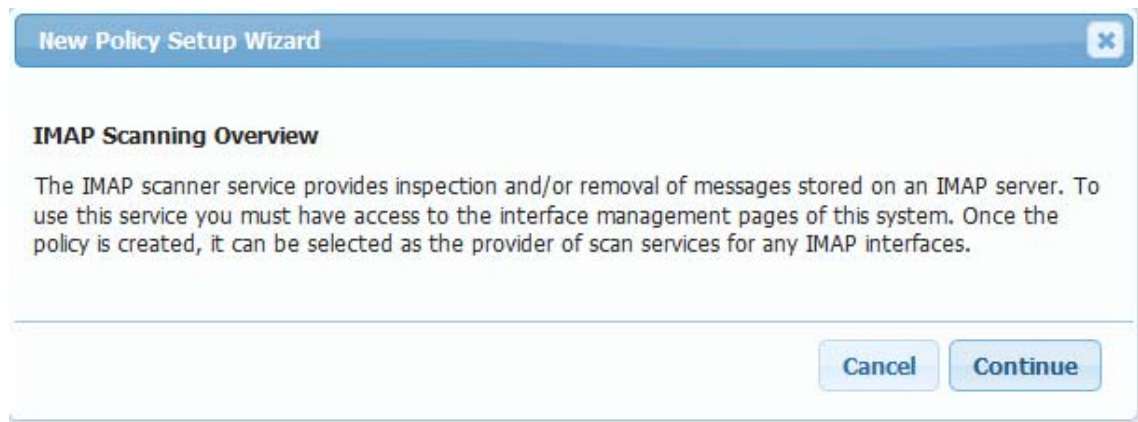 New Policy Setup Wizard
IMAP Scanning Overview
The IMAP scanner service provides inspection and/or removal of messages stored on an IMAP server. To
use this service you must have access to the interface management pages of this system. Once the
policy is created, it can be selected as the provider of scan services for any IMAP interfaces.
Cancel Continue